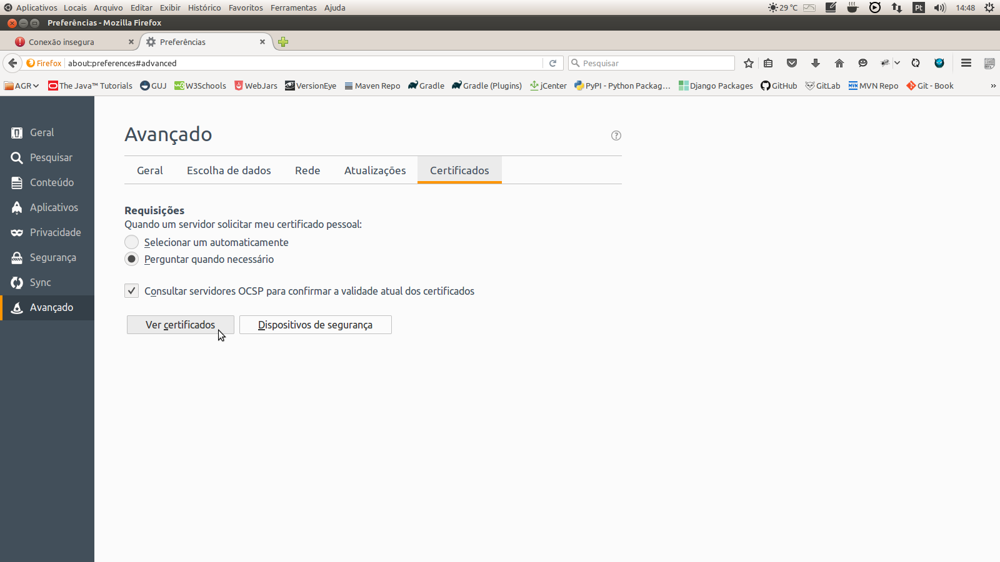 Aplicativos Locais Arquivo Editar Exibir Histórico Favoritos Ferramentas Ajuda 29 °C Pt 14:48
Preferências - Mozilla Firefox
Conexão insegura Preferências
Firefox about:preferences#advanced Pesquisar
AGR The Java™ Tutorials GUJ W3Schools WebJars VersionEye Maven Repo Gradle Gradle (Plugins) jCenter PyPI - Python Packag... Django Packages GitHub GitLab MVN MVN Repo Git - Book »
Geral
Pesquisar
Conteúdo
Aplicativos
Privacidade
Segurança
Sync
Avançado
Avançado ?
Geral Escolha de dados Rede Atualizações Certificados
Requisições
Quando um servidor solicitar meu certificado pessoal:
Selecionar um automaticamente
Perguntar quando necessário
Consultar servidores OCSP para confirmar a validade atual dos certificados
Ver certificados Dispositivos de segurança